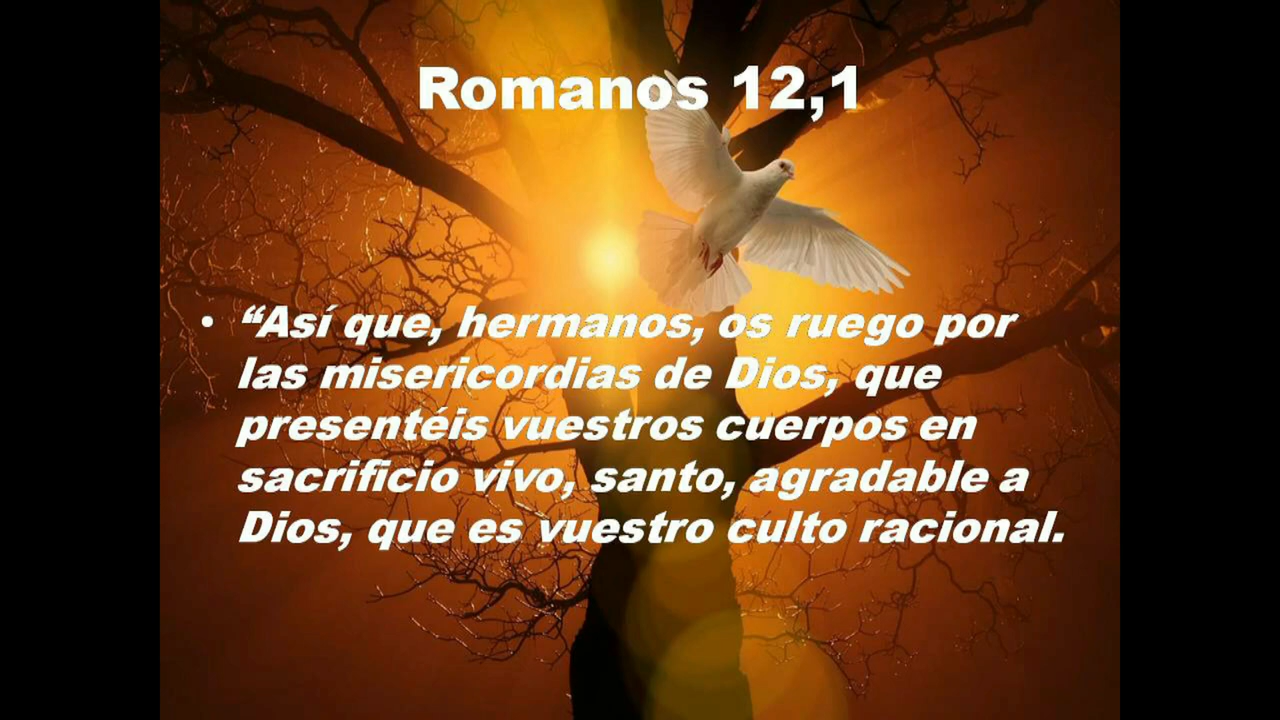 Romanos 12,1
• “Así que, hermanos, os ruego por
las misericordias de Dios, que
presentéis vuestros cuerpos en
sacrificio vivo, santo, agradable a
Dios, que es vuestro culto racional.